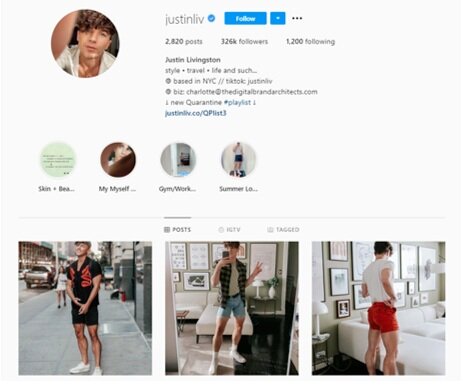 justinliv Follow
2,820 posts 326k followers 1,200 following
Justin Livingston
style • travel • life and such...
based in NYC // tiktok: justinliv
biz: charlotte@thedigitalbrandarchitects.com
↓ new Quarantine #playlist ↓
justinliv.co/QPlist3
Skin + Bea... My Myself ... Gym/Work... Summer Lo...
POSTS IGTV TAGGED